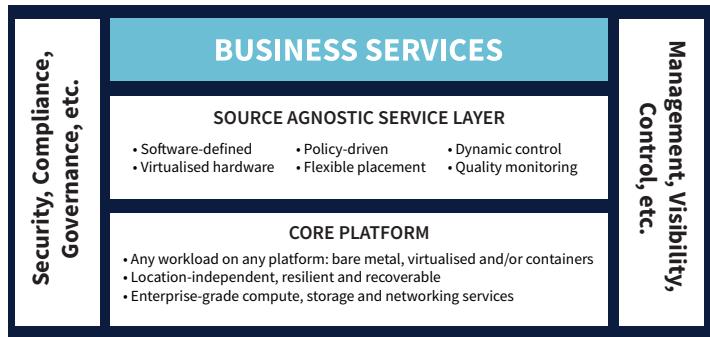 Security, Compliance,
Governance, etc.
BUSINESS SERVICES
SOURCE AGNOSTIC SERVICE LAYER
• Software-defined • Policy-driven • Dynamic control
• Virtualised hardware • Flexible placement • Quality monitoring
CORE PLATFORM
• Any workload on any platform: bare metal, virtualised and/or containers
• Location-independent, resilient and recoverable
• Enterprise-grade compute, storage and networking services
Management, Visibility,
Control, etc.